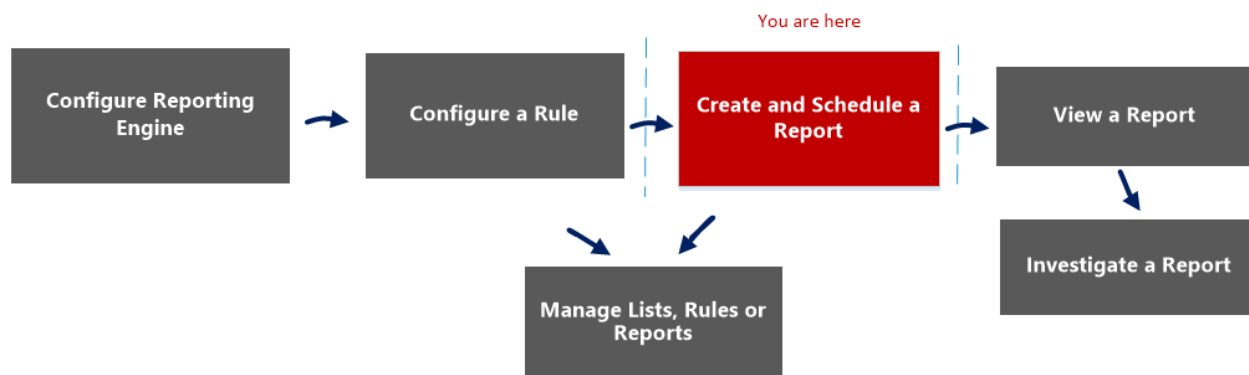 You are here
Configure Reporting
Engine
Configure a Rule
Create and Schedule a
Report
View a Report
Manage Lists, Rules or
Reports
Investigate a Report